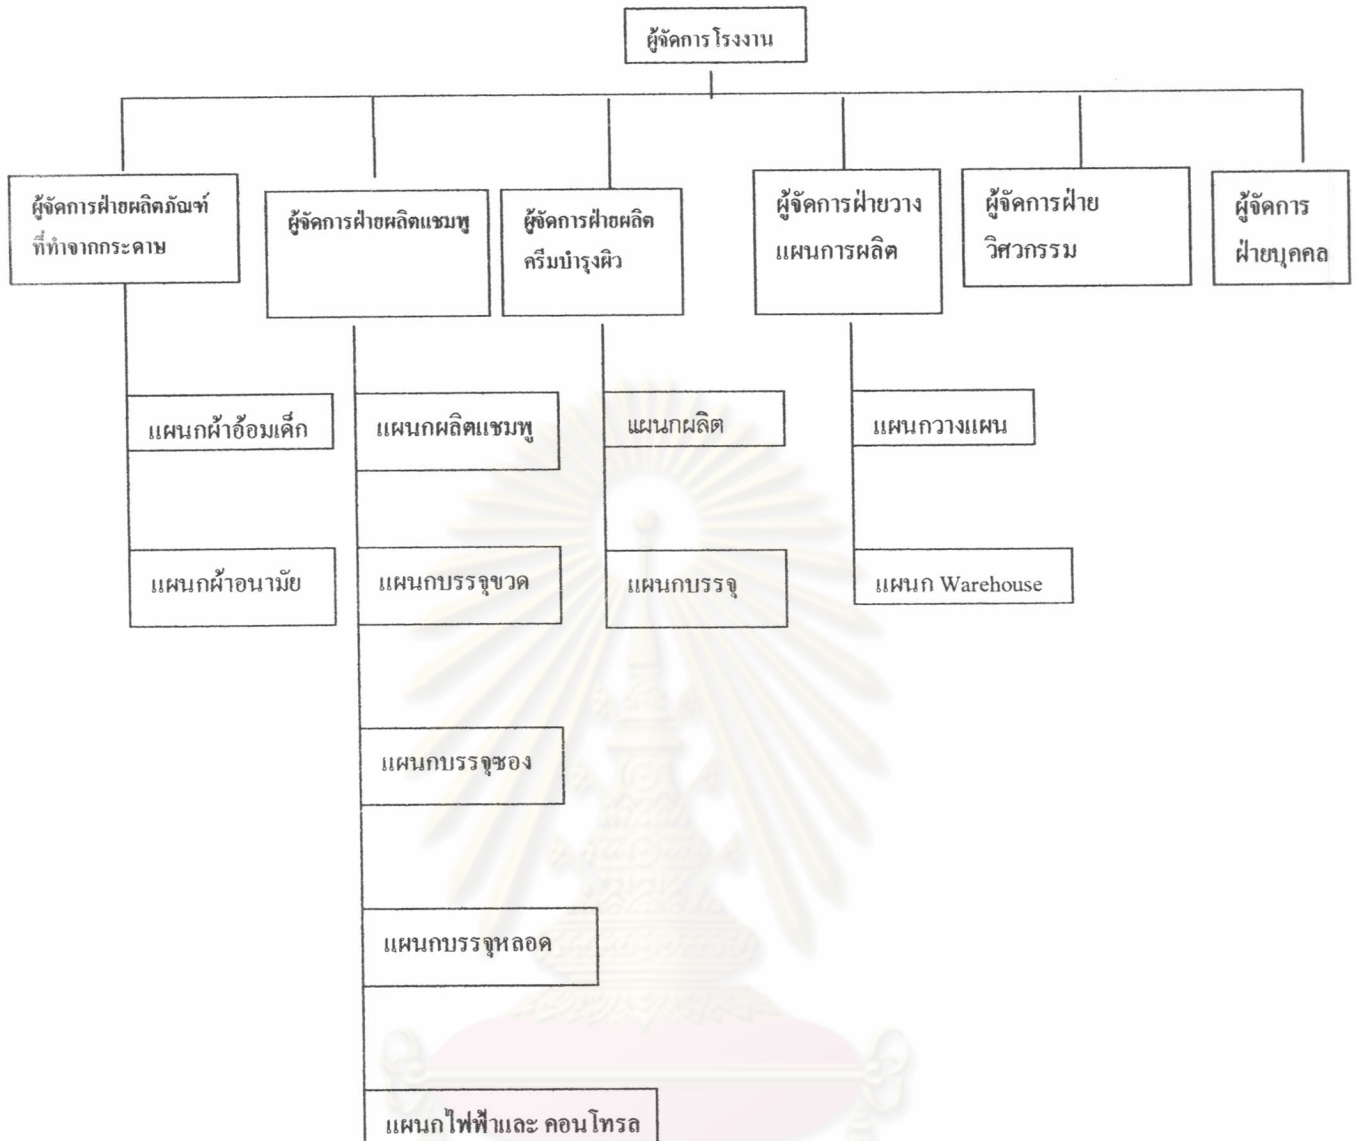 ผู้จัดการโรงงาน
ผู้จัดการฝ่ายผลิตภัณฑ์
ที่ทำจากกระดาษ
ผู้จัดการฝ่ายผลิตแชมพู
ผู้จัดการฝ่ายผลิต
ครีมบำรุงผิว
ผู้จัดการฝ่ายวาง
แผนการผลิต
ผู้จัดการฝ่าย
วิศวกรรม
ผู้จัดการ
ฝ่ายบุคคล
แผนกผ้าอ้อมเด็ก
แผนกผลิตแชมพู
แผนกผลิต
แผนกวางแผน
แผนกผ้าอนามัย
แผนกบรรจุขวด
แผนกบรรจุ
แผนก Warehouse
แผนกบรรจุซอง
แผนกบรรจุหลอด
แผนกไฟฟ้าและ คอนโทรล